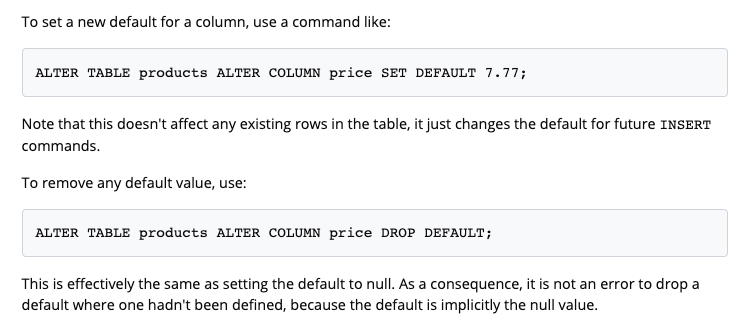 To set a new default for a column, use a command like:
ALTER TABLE products ALTER COLUMN price SET DEFAULT 7.77;
Note that this doesn't affect any existing rows in the table, it just changes the default for future INSERT
commands.
To remove any default value, use:
ALTER TABLE products ALTER COLUMN price DROP DEFAULT;
This is effectively the same as setting the default to null. As a consequence, it is not an error to drop a
default where one hadn't been defined, because the default is implicitly the null value.